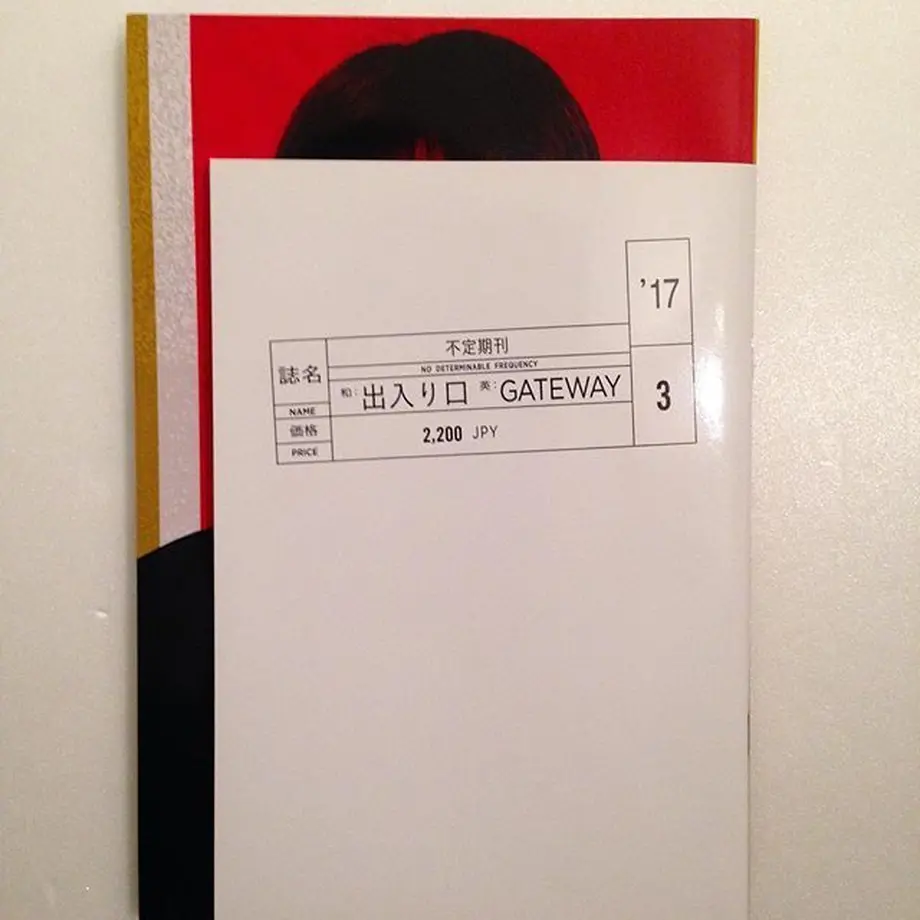 '17
不定期刊
NO DETERMINABLE FREQUENCY
誌名
NAME
和: 出入り口 英: GATEWAY
3
価格
PRICE
2,200 JPY